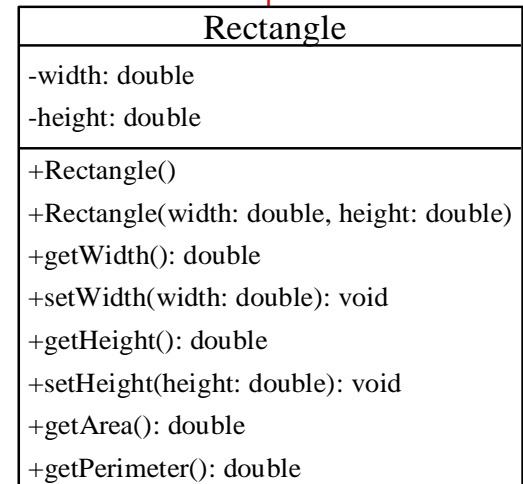 Rectangle
-width: double
-height: double
+Rectangle()
+Rectangle(width: double, height: double)
+getWidth(): double
+setWidth(width: double): void
+getHeight(): double
+setHeight(height: double): void
+getArea(): double
+getPerimeter(): double